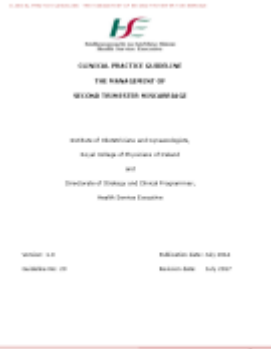 HSE
Feidhmeannacht na Seirbhíse Sláinte
Health Service Executive
CLINICAL PRACTICE GUIDELINE
THE MANAGEMENT OF
SECOND TRIMESTER MISCARRIAGE
Institute of Obstetricians and Gynaecologists,
Royal College of Physicians of Ireland
and
Directorate of Strategy and Clinical Programmes,
Health Service Executive
Version: 1.0 Publication date: July 2014
Guideline No: 29 Revision date: July 2017